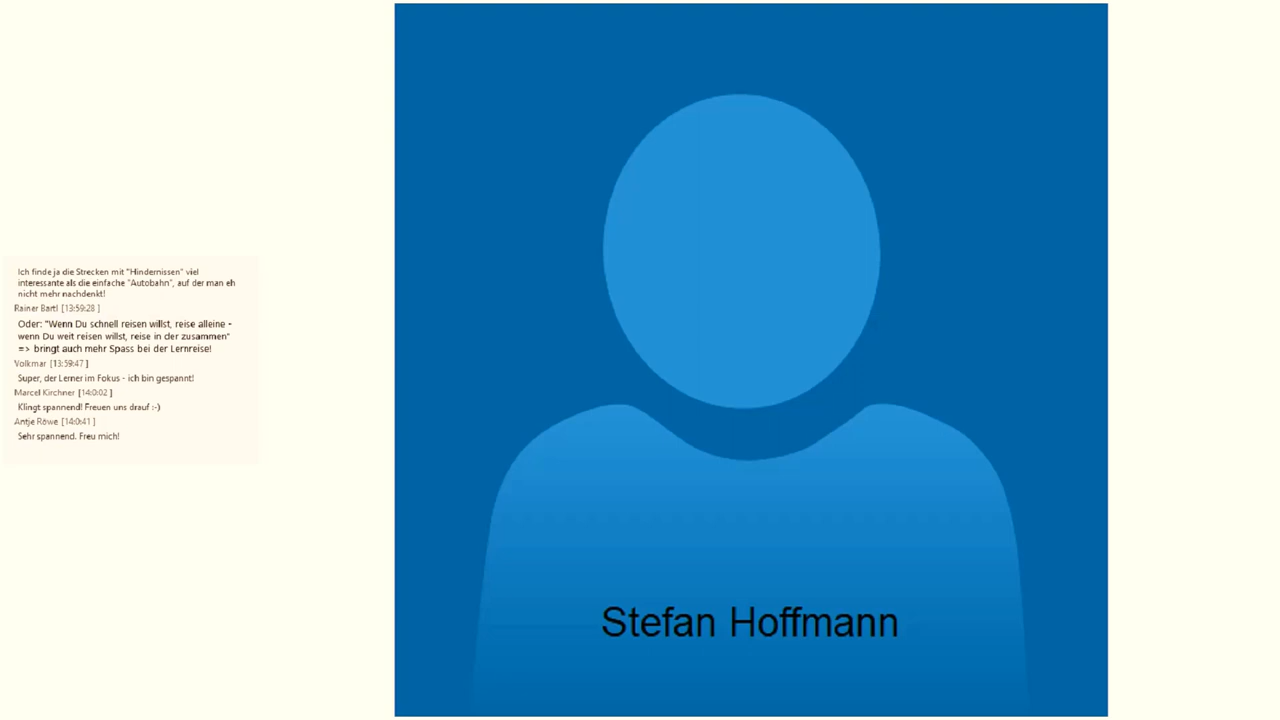 Ich finde ja die Strecken mit "Hindernissen" viel
interessante als die einfache "Autobahn", auf der man eh
nicht mehr nachdenkt!
Rainer Bartl [13:59:28 ]
Oder: "Wenn Du schnell reisen willst, reise alleine -
wenn Du weit reisen willst, reise in der zusammen"
=> bringt auch mehr Spass bei der Lernreise!
Volkmar [13:59:47 ]
Super, der Lerner im Fokus - ich bin gespannt!
Marcel Kirchner [14:0:02 ]
Klingt spannend! Freuen uns drauf :-)
Antje Röwe [14:0:41 ]
Sehr spannend. Freu mich!
Stefan Hoffmann